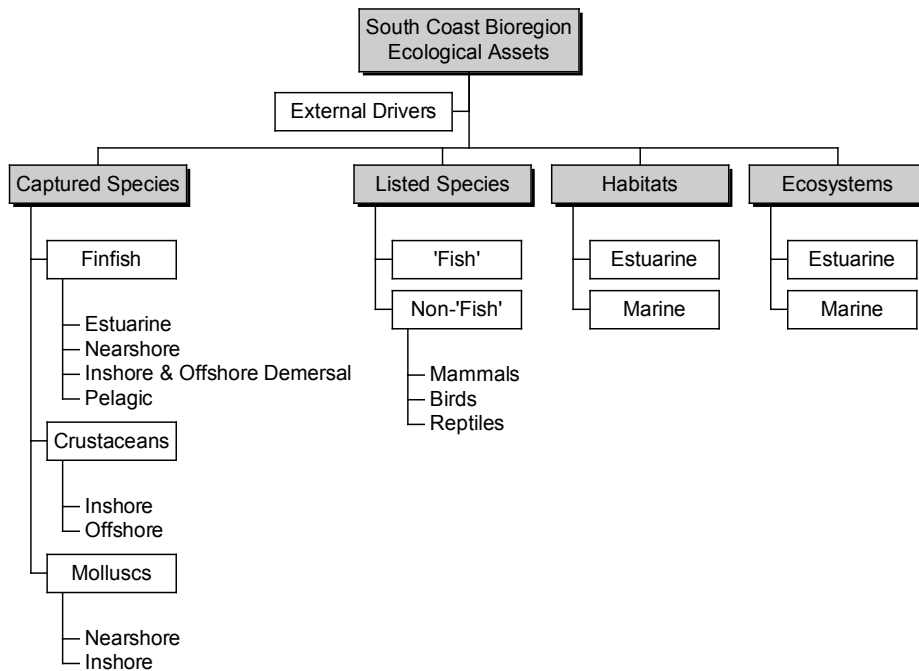 South Coast Bioregion
Ecological Assets
External Drivers
Captured Species
Finfish
Estuarine
Nearshore
Inshore & Offshore Demersal
Pelagic
Crustaceans
Inshore
Offshore
Molluscs
Nearshore
Inshore
Listed Species
'Fish'
Non-'Fish'
Mammals
Birds
Reptiles
Habitats
Estuarine
Marine
Ecosystems
Estuarine
Marine